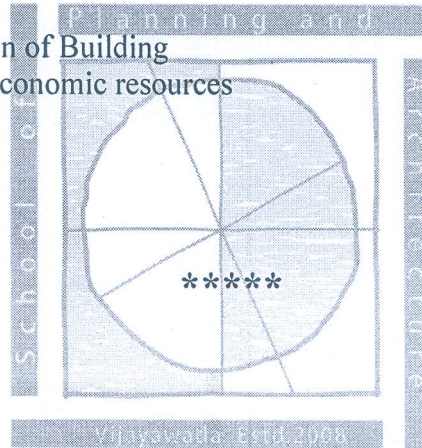 Planning and
n of Building
conomic resources
School of
Architecture
*****
Vijayawada Estd.2008